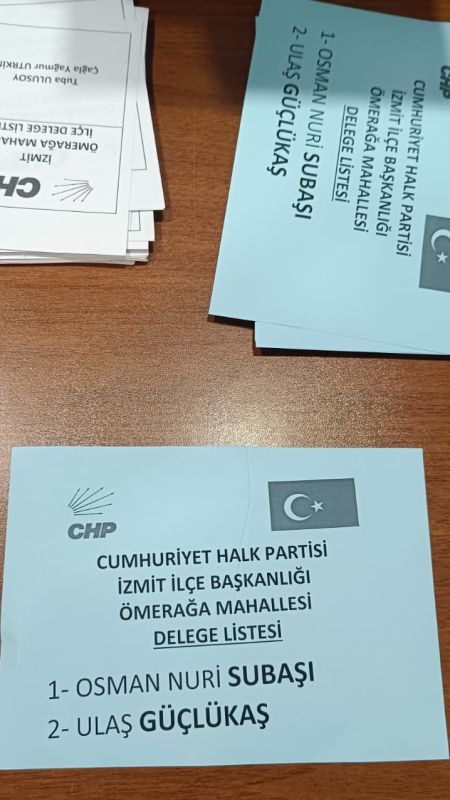 CHP
İZMİT
ÖMERAĞA MAHA
İLÇE DELEGE LİST
Tuba ULUSOY
Çağla Yağmur UTRKİN
CHP
CUMHURİYET HALK PARTİSİ
İZMİT İLÇE BAŞKANLIĞI
ÖMERAĞA MAHALLESİ
DELEGE LİSTESİ
1- OSMAN NURİ SUBAŞI
2- ULAŞ GÜÇLÜKAŞ
CHP
CUMHURİYET HALK PARTİSİ
İZMİT İLÇE BAŞKANLIĞI
ÖMERAĞA MAHALLESİ
DELEGE LİSTESİ
1- OSMAN NURİ SUBAŞI
2- ULAŞ GÜÇLÜKAŞ